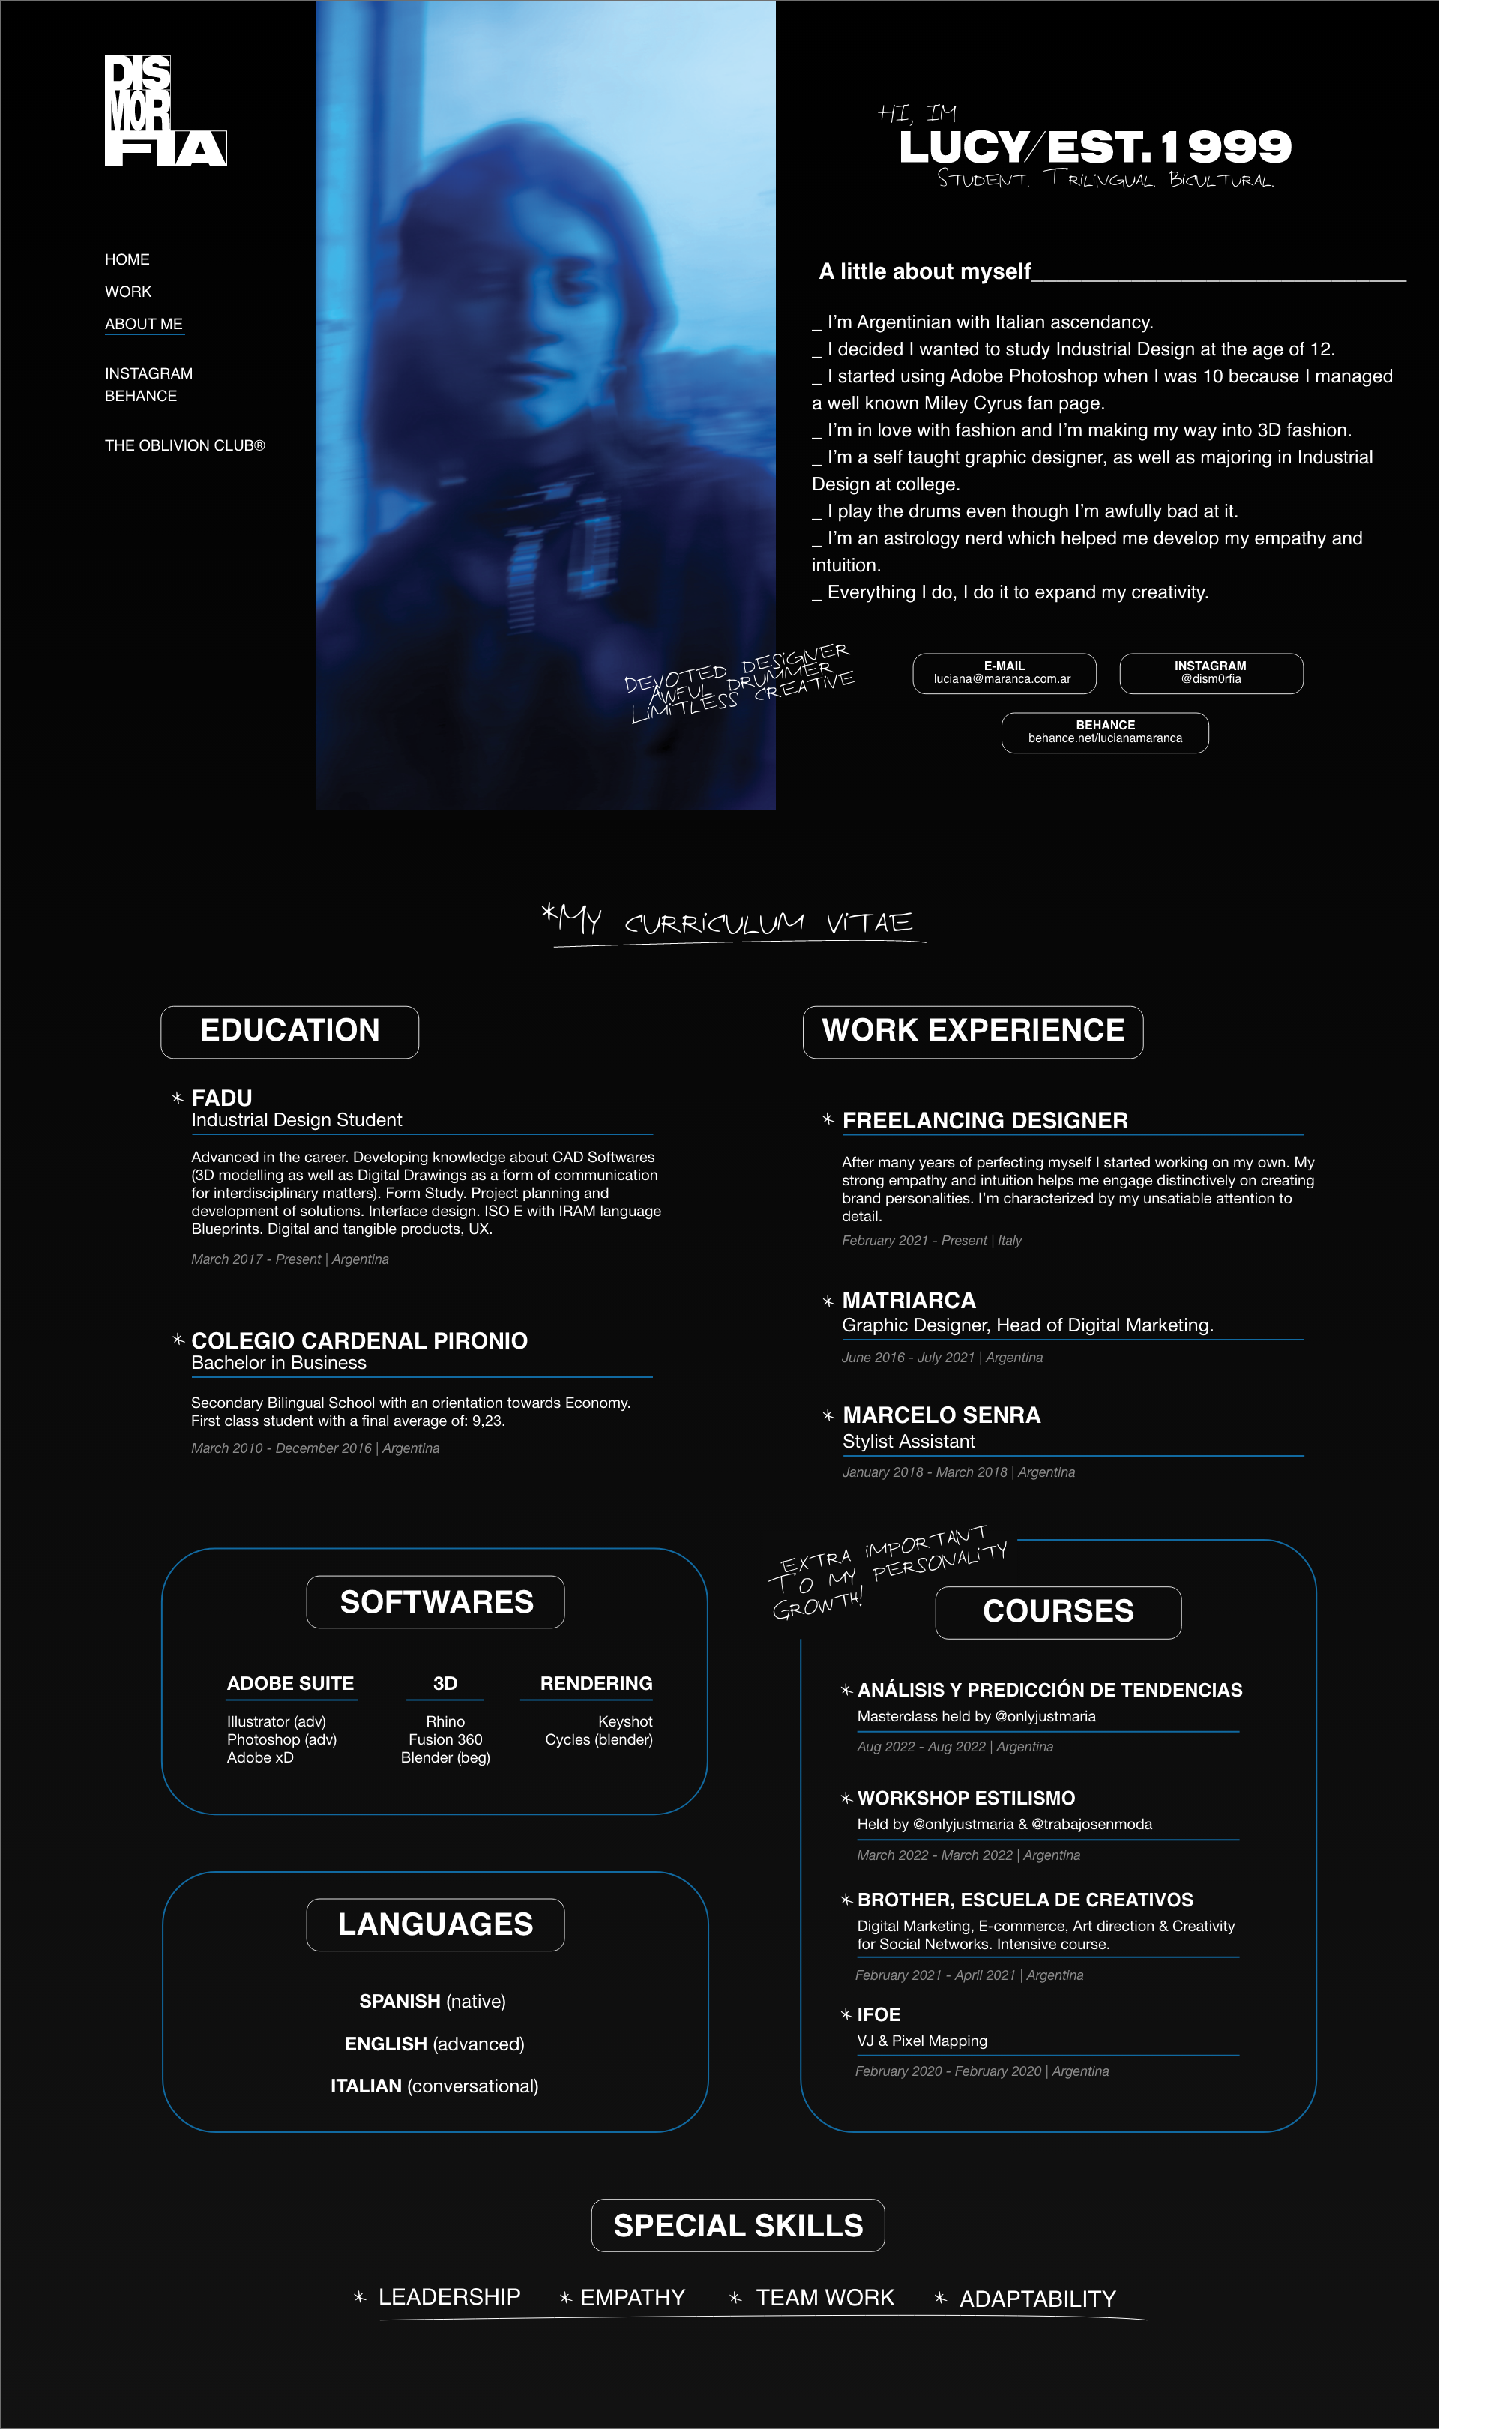 DIS
MOR
FIA
HOME
WORK
ABOUT ME
INSTAGRAM
BEHANCE
THE OBLIVION CLUB®
HI, IM
LUCY/EST.1999
STUDENT. TRiLiNGUAL. BiCULTURAL.
A little about myself______________________________
_ I’m Argentinian with Italian ascendancy.
_ I decided I wanted to study Industrial Design at the age of 12.
_ I started using Adobe Photoshop when I was 10 because I managed
a well known Miley Cyrus fan page.
_ I’m in love with fashion and I’m making my way into 3D fashion.
_ I’m a self taught graphic designer, as well as majoring in Industrial
Design at college.
_ I play the drums even though I’m awfully bad at it.
_ I’m an astrology nerd which helped me develop my empathy and
intuition.
_ Everything I do, I do it to expand my creativity.
DEVOTED DESiGNER
AWFUL DRUMMER
LiMiTLESS CREATiVE
E-MAIL
luciana@maranca.com.ar
INSTAGRAM
@dism0rfia
BEHANCE
behance.net/lucianamaranca
*MY CURRiCULUM ViTAE
EDUCATION
* FADU
Industrial Design Student
Advanced in the career. Developing knowledge about CAD Softwares
(3D modelling as well as Digital Drawings as a form of communication
for interdisciplinary matters). Form Study. Project planning and
development of solutions. Interface design. ISO E with IRAM language
Blueprints. Digital and tangible products, UX.
March 2017 - Present | Argentina
* COLEGIO CARDENAL PIRONIO
Bachelor in Business
Secondary Bilingual School with an orientation towards Economy.
First class student with a final average of: 9,23.
March 2010 - December 2016 | Argentina
WORK EXPERIENCE
* FREELANCING DESIGNER
After many years of perfecting myself I started working on my own. My
strong empathy and intuition helps me engage distinctively on creating
brand personalities. I’m characterized by my unsatiable attention to
detail.
February 2021 - Present | Italy
* MATRIARCA
Graphic Designer, Head of Digital Marketing.
June 2016 - July 2021 | Argentina
* MARCELO SENRA
Stylist Assistant
January 2018 - March 2018 | Argentina
SOFTWARES
ADOBE SUITE
Illustrator (adv)
Photoshop (adv)
Adobe xD
3D
Rhino
Fusion 360
Blender (beg)
RENDERING
Keyshot
Cycles (blender)
LANGUAGES
SPANISH (native)
ENGLISH (advanced)
ITALIAN (conversational)
EXTRA iMPORTANT
TO MY PERSONALiTY
GROWTH!
COURSES
* ANÁLISIS Y PREDICCIÓN DE TENDENCIAS
Masterclass held by @onlyjustmaria
Aug 2022 - Aug 2022 | Argentina
* WORKSHOP ESTILISMO
Held by @onlyjustmaria & @trabajosenmoda
March 2022 - March 2022 | Argentina
* BROTHER, ESCUELA DE CREATIVOS
Digital Marketing, E-commerce, Art direction & Creativity
for Social Networks. Intensive course.
February 2021 - April 2021 | Argentina
* IFOE
VJ & Pixel Mapping
February 2020 - February 2020 | Argentina
SPECIAL SKILLS
* LEADERSHIP * EMPATHY * TEAM WORK * ADAPTABILITY